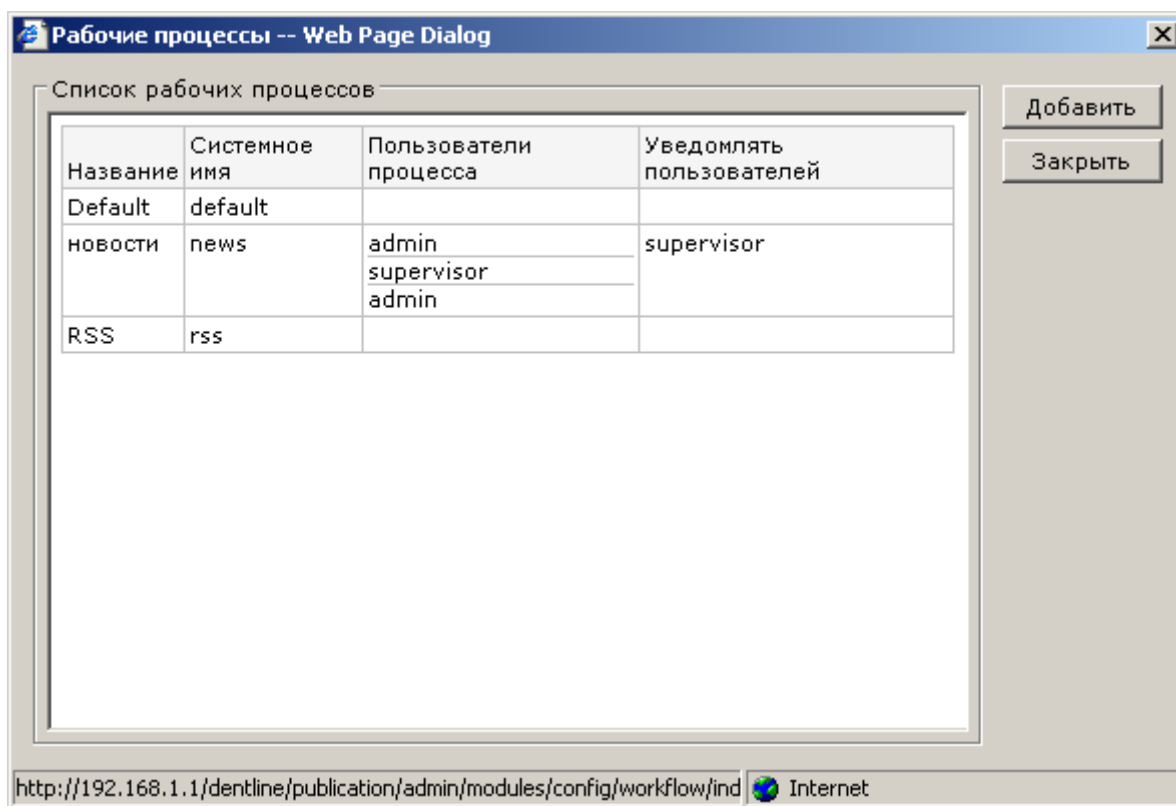 Рабочие процессы -- Web Page Dialog
Список рабочих процессов
Добавить
Закрыть
Название Системное имя Пользователи процесса Уведомлять пользователей
Default default
новости news admin supervisor
supervisor
admin
RSS rss
http://192.168.1.1/dentline/publication/admin/modules/config/workflow/ind Internet